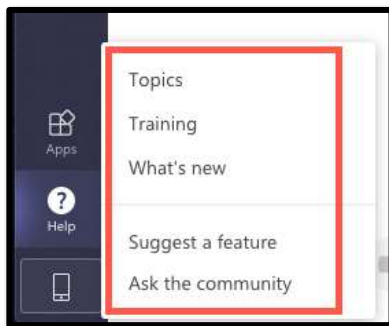 Topics
Training
What's new
Suggest a feature
Ask the community
Apps
?
Help